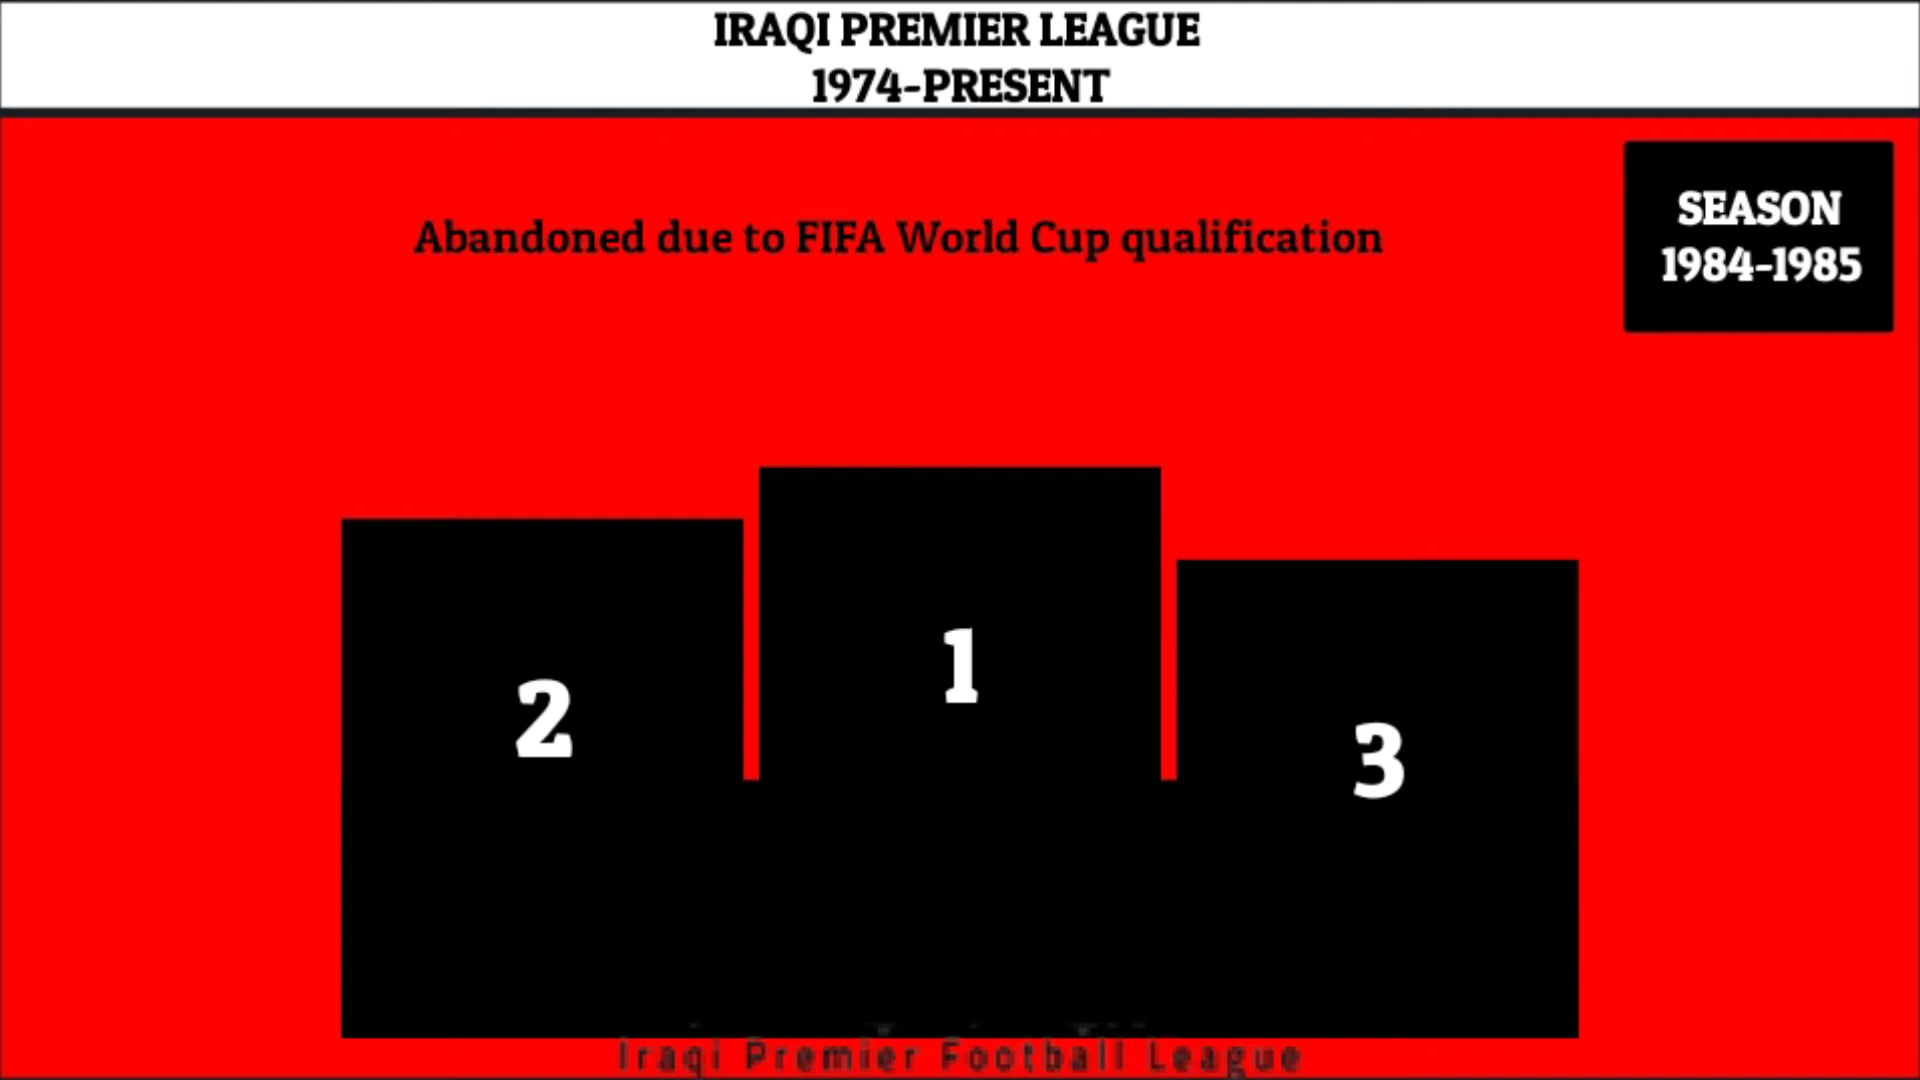 IRAQI PREMIER LEAGUE
1974-PRESENT
Abandoned due to FIFA World Cup qualification
SEASON
1984-1985
1
2
3
Iraqi Premier Football League